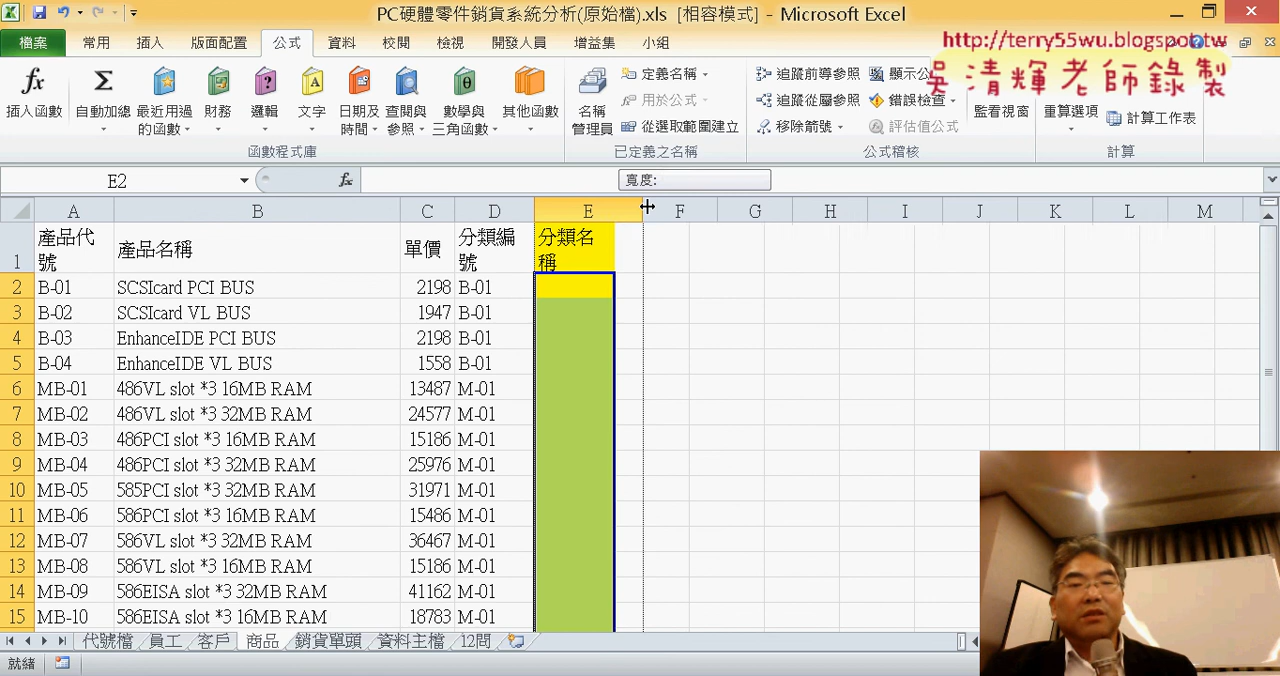 PC硬體零件銷貨系統分析(原始檔).xls [相容模式] - Microsoft Excel
檔案 常用 插入 版面配置 公式 資料 校閱 檢視 開發人員 增益集 小組
http://terry55wu.blogspot.tw
吳清輝老師錄製
插入函數 自動加總 最近用過的函數 財務 邏輯 文字 日期及時間 查閱與參照 數學與三角函數 其他函數
名稱管理員 定義名稱 用於公式 從選取範圍建立
追蹤前導參照 追蹤從屬參照 移除箭號 顯示公 錯誤檢查 評估值公式 監看視窗
重算選項 計算工作表
函數程式庫 已定義之名稱 公式稽核 計算
E2 fx 寬度:
A B C D E F G H I J K L M
1 產品代號 產品名稱 單價 分類編號 分類名稱
2 B-01 SCSIcard PCI BUS 2198 B-01
3 B-02 SCSIcard VL BUS 1947 B-01
4 B-03 EnhanceIDE PCI BUS 2198 B-01
5 B-04 EnhanceIDE VL BUS 1558 B-01
6 MB-01 486VL slot *3 16MB RAM 13487 M-01
7 MB-02 486VL slot *3 32MB RAM 24577 M-01
8 MB-03 486PCI slot *3 16MB RAM 15186 M-01
9 MB-04 486PCI slot *3 32MB RAM 25976 M-01
10 MB-05 585PCI slot *3 32MB RAM 31971 M-01
11 MB-06 586PCI slot *3 16MB RAM 15486 M-01
12 MB-07 586VL slot *3 32MB RAM 36467 M-01
13 MB-08 586VL slot *3 16MB RAM 15186 M-01
14 MB-09 586EISA slot *3 32MB RAM 41162 M-01
15 MB-10 586EISA slot *3 16MB RAM 18783 M-01
代號檔 員工 客戶 商品 銷貨單頭 資料主檔 12問
就緒